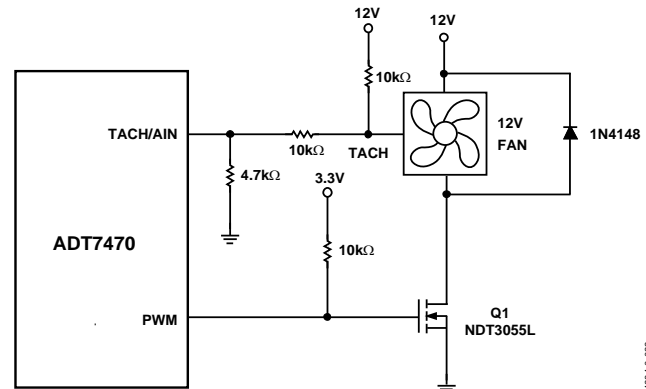 12V
12V
10kΩ
TACH/AIN
12V
FAN
1N4148
10kΩ
TACH
4.7kΩ
3.3V
ADT7470
10kΩ
PWM
Q1
NDT3055L